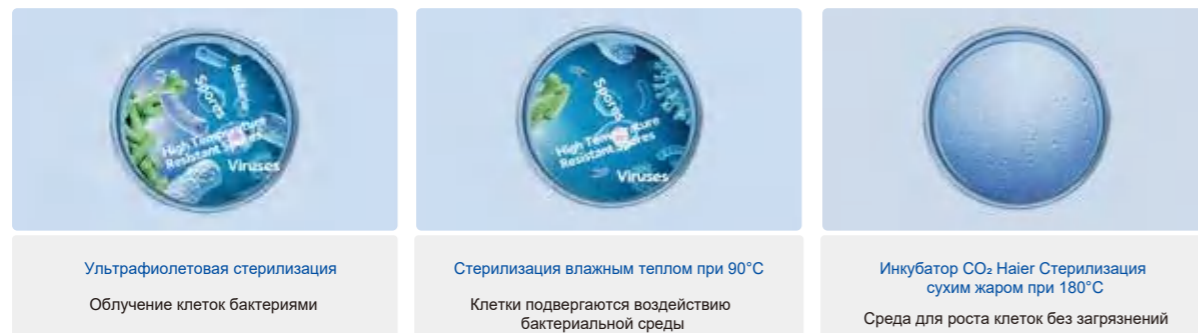 Spores
Bacteria
High Temperature
Resistant Spores
Viruses
Spores
High Temperature
Resistant Spores
Viruses
Ультрафиолетовая стерилизация
Облучение клеток бактериями
Стерилизация влажным теплом при 90°C
Клетки подвергаются воздействию
бактериальной среды
Инкубатор CO₂ Haier Стерилизация
сухим жаром при 180°C
Среда для роста клеток без загрязнений